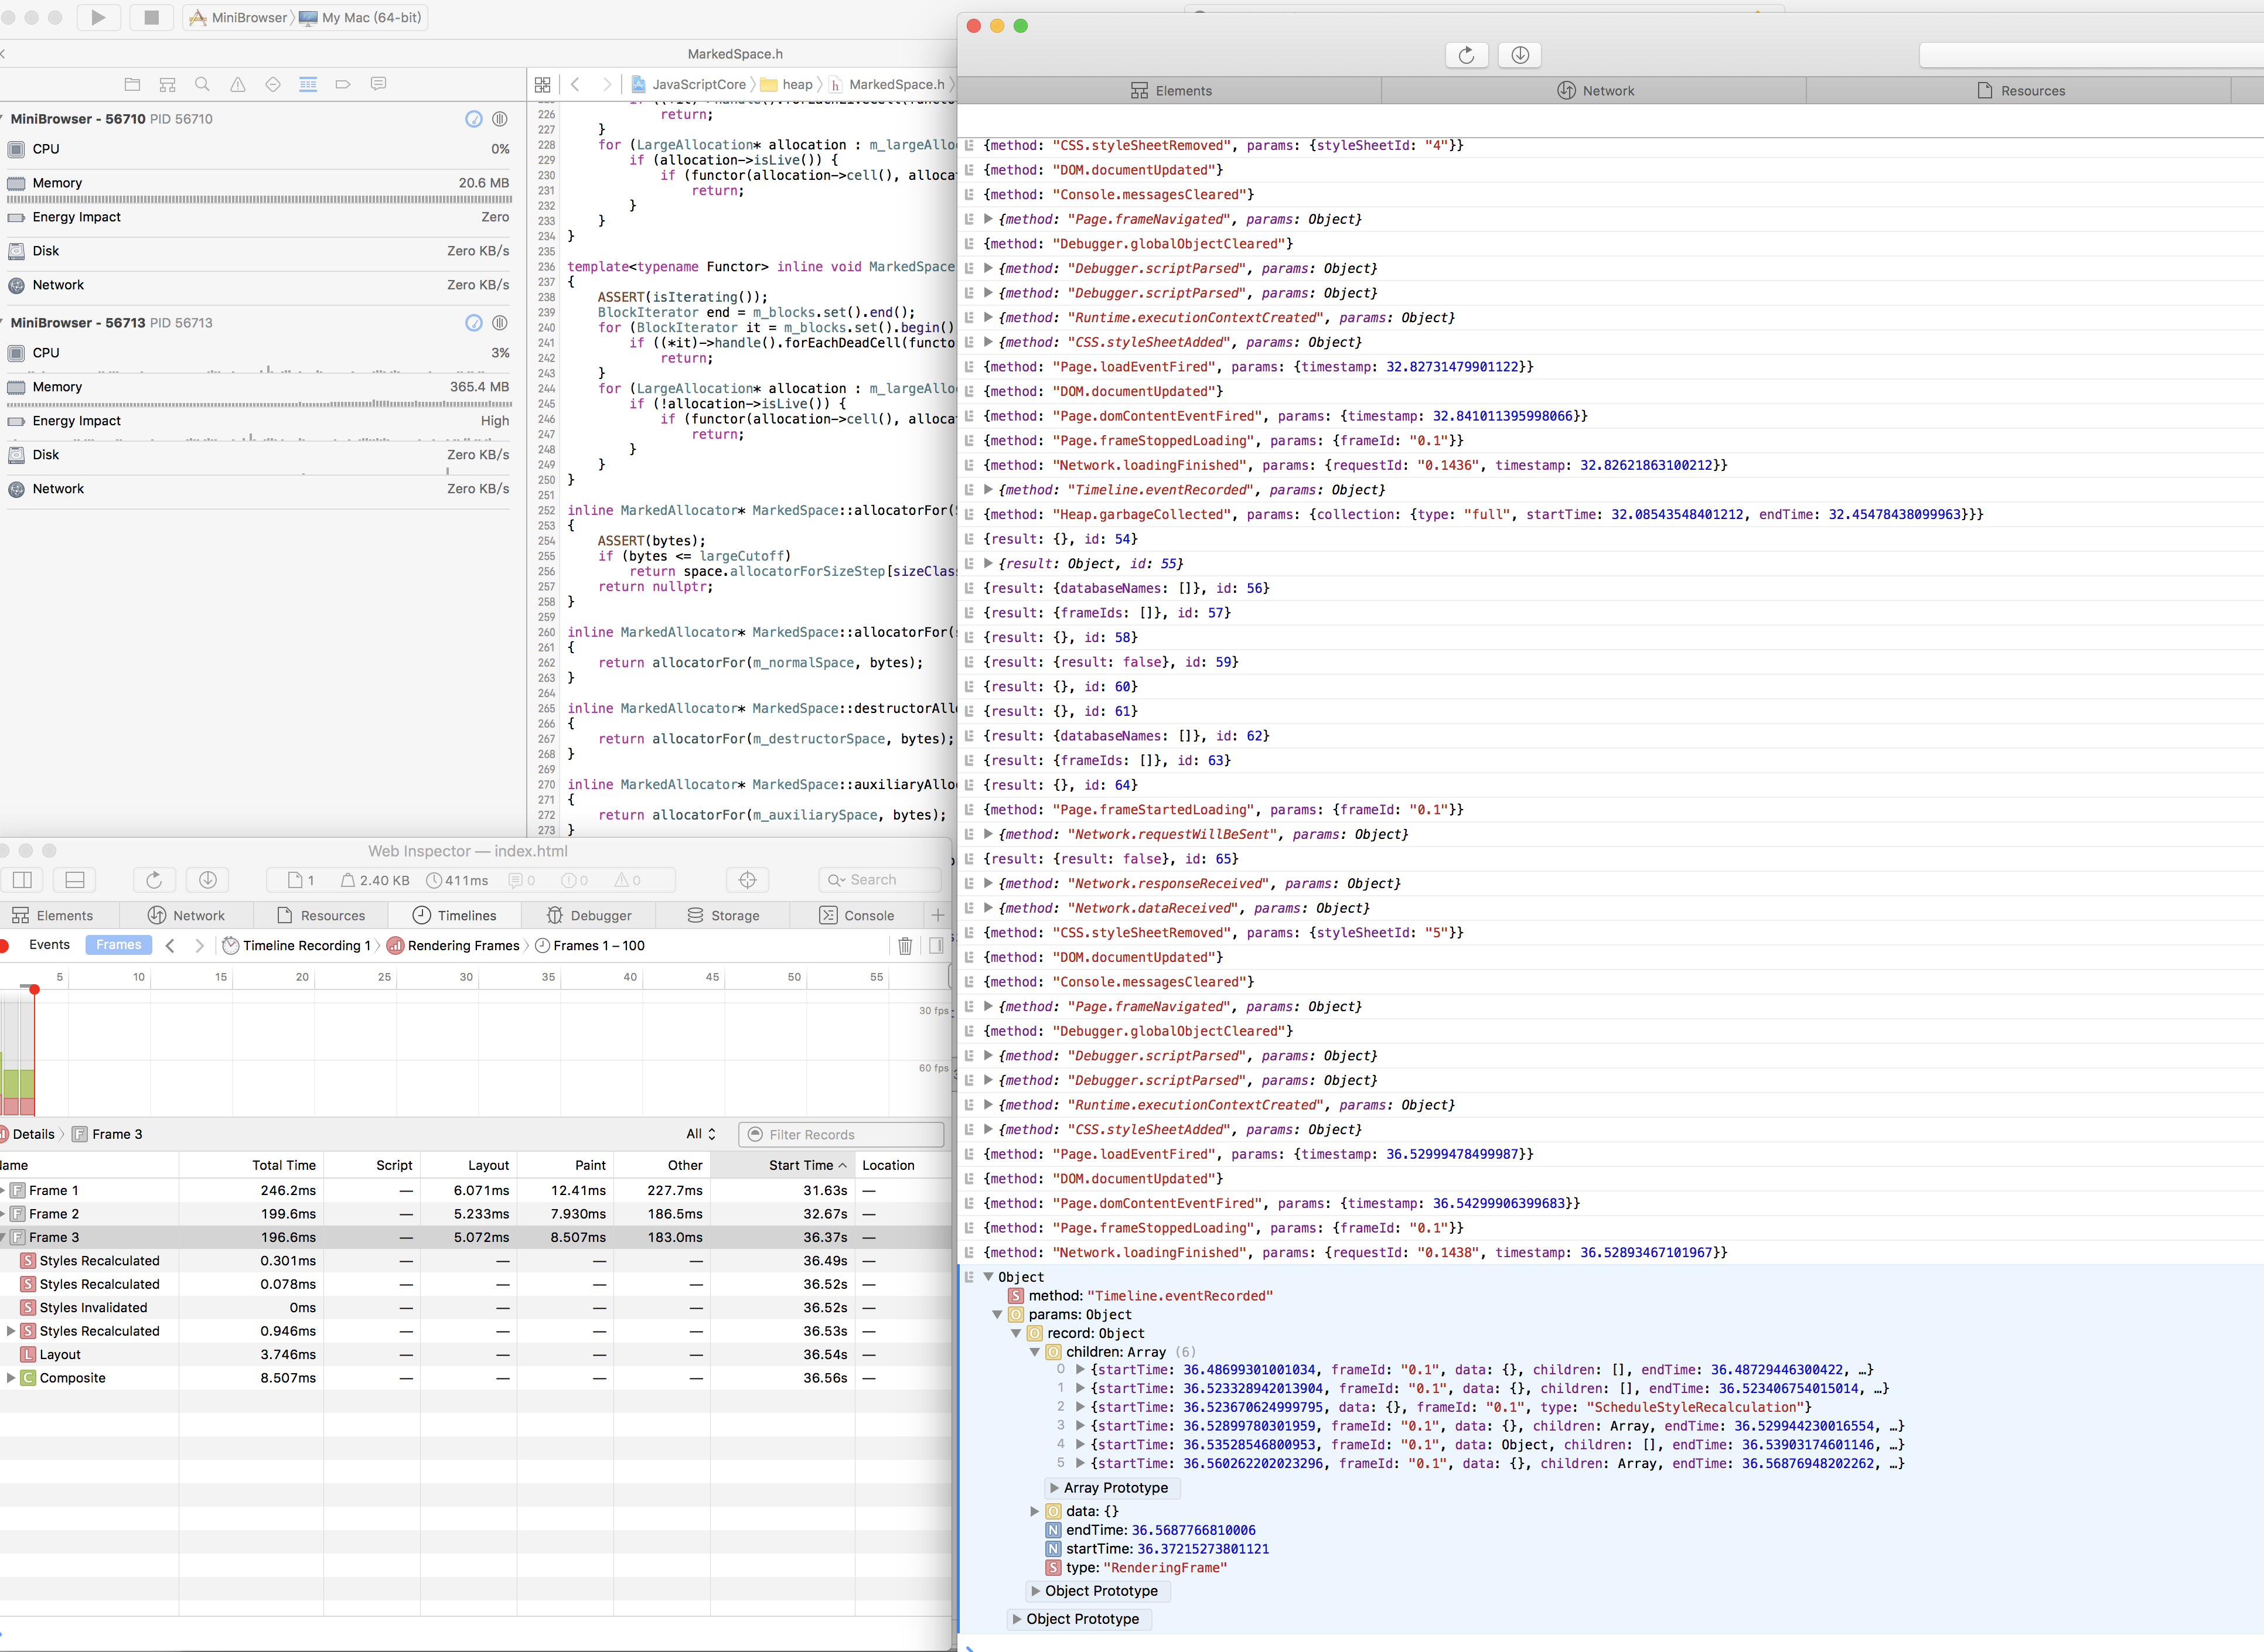 MiniBrowser
My Mac (64-bit)
MarkedSpace.h
JavaScriptCore
heap
h
MarkedSpace.h
MiniBrowser - 56710 PID 56710
CPU
0%
Memory
20.6 MB
Energy Impact
Zero
Disk
Zero KB/s
Network
Zero KB/s
MiniBrowser - 56713 PID 56713
CPU
3%
Memory
365.4 MB
Energy Impact
High
Disk
Zero KB/s
Network
Zero KB/s
226 return;
227 }
228 for (LargeAllocation* allocation : m_largeAllo
229 if (allocation->isLive()) {
230 if (functor(allocation->cell(), alloca
231 return;
232 }
233 }
234 }
235
236 template<typename Functor> inline void MarkedSpace
237 {
238 ASSERT(isIterating());
239 BlockIterator end = m_blocks.set().end();
240 for (BlockIterator it = m_blocks.set().begin()
241 if ((*it)->handle().forEachDeadCell(functo
242 return;
243 }
244 for (LargeAllocation* allocation : m_largeAllo
245 if (!allocation->isLive()) {
246 if (functor(allocation->cell(), alloca
247 return;
248 }
249 }
250 }
251
252 inline MarkedAllocator* MarkedSpace::allocatorFor(
253 {
254 ASSERT(bytes);
255 if (bytes <= largeCutoff)
256 return space.allocatorForSizeStep[sizeClas
257 return nullptr;
258 }
259
260 inline MarkedAllocator* MarkedSpace::allocatorFor(
261 {
262 return allocatorFor(m_normalSpace, bytes);
263 }
264
265 inline MarkedAllocator* MarkedSpace::destructorAll
266 {
267 return allocatorFor(m_destructorSpace, bytes);
268 }
269
270 inline MarkedAllocator* MarkedSpace::auxiliaryAllo
271 {
272 return allocatorFor(m_auxiliarySpace, bytes);
273 }
Web Inspector — index.html
1
2.40 KB
411ms
0
0
0
Search
Elements
Network
Resources
Timelines
Debugger
Storage
Console
Events
Frames
Timeline Recording 1
Rendering Frames
Frames 1 – 100
5 10 15 20 25 30 35 40 45 50 55
30 fps
60 fps
Details
F Frame 3
All
Filter Records
ame Total Time Script Layout Paint Other Start Time Location
F Frame 1 246.2ms — 6.071ms 12.41ms 227.7ms 31.63s —
F Frame 2 199.6ms — 5.233ms 7.930ms 186.5ms 32.67s —
F Frame 3 196.6ms — 5.072ms 8.507ms 183.0ms 36.37s —
S Styles Recalculated 0.301ms — — — — 36.49s —
S Styles Recalculated 0.078ms — — — — 36.52s —
S Styles Invalidated 0ms — — — — 36.52s —
S Styles Recalculated 0.946ms — — — — 36.53s —
L Layout 3.746ms — — — — 36.54s —
C Composite 8.507ms — — — — 36.56s —
Elements
Network
Resources
{method: "CSS.styleSheetRemoved", params: {styleSheetId: "4"}}
{method: "DOM.documentUpdated"}
{method: "Console.messagesCleared"}
{method: "Page.frameNavigated", params: Object}
{method: "Debugger.globalObjectCleared"}
{method: "Debugger.scriptParsed", params: Object}
{method: "Debugger.scriptParsed", params: Object}
{method: "Runtime.executionContextCreated", params: Object}
{method: "CSS.styleSheetAdded", params: Object}
{method: "Page.loadEventFired", params: {timestamp: 32.82731479901122}}
{method: "DOM.documentUpdated"}
{method: "Page.domContentEventFired", params: {timestamp: 32.841011395998066}}
{method: "Page.frameStoppedLoading", params: {frameId: "0.1"}}
{method: "Network.loadingFinished", params: {requestId: "0.1436", timestamp: 32.82621863100212}}
{method: "Timeline.eventRecorded", params: Object}
{method: "Heap.garbageCollected", params: {collection: {type: "full", startTime: 32.08543548401212, endTime: 32.45478438099963}}}
{result: {}, id: 54}
{result: Object, id: 55}
{result: {databaseNames: []}, id: 56}
{result: {frameIds: []}, id: 57}
{result: {}, id: 58}
{result: {result: false}, id: 59}
{result: {}, id: 60}
{result: {}, id: 61}
{result: {databaseNames: []}, id: 62}
{result: {frameIds: []}, id: 63}
{result: {}, id: 64}
{method: "Page.frameStartedLoading", params: {frameId: "0.1"}}
{method: "Network.requestWillBeSent", params: Object}
{result: {result: false}, id: 65}
{method: "Network.responseReceived", params: Object}
{method: "Network.dataReceived", params: Object}
{method: "CSS.styleSheetRemoved", params: {styleSheetId: "5"}}
{method: "DOM.documentUpdated"}
{method: "Console.messagesCleared"}
{method: "Page.frameNavigated", params: Object}
{method: "Debugger.globalObjectCleared"}
{method: "Debugger.scriptParsed", params: Object}
{method: "Debugger.scriptParsed", params: Object}
{method: "Runtime.executionContextCreated", params: Object}
{method: "CSS.styleSheetAdded", params: Object}
{method: "Page.loadEventFired", params: {timestamp: 36.52999478499987}}
{method: "DOM.documentUpdated"}
{method: "Page.domContentEventFired", params: {timestamp: 36.54299906399683}}
{method: "Page.frameStoppedLoading", params: {frameId: "0.1"}}
{method: "Network.loadingFinished", params: {requestId: "0.1438", timestamp: 36.52893467101967}}
Object
S method: "Timeline.eventRecorded"
O params: Object
O record: Object
O children: Array (6)
0 {startTime: 36.48699301001034, frameId: "0.1", data: {}, children: [], endTime: 36.48729446300422, …}
1 {startTime: 36.523328942013904, frameId: "0.1", data: {}, children: [], endTime: 36.523406754015014, …}
2 {startTime: 36.523670624999795, data: {}, frameId: "0.1", type: "ScheduleStyleRecalculation"}
3 {startTime: 36.52899780301959, frameId: "0.1", data: {}, children: Array, endTime: 36.529944230016554, …}
4 {startTime: 36.53528546800953, frameId: "0.1", data: Object, children: [], endTime: 36.53903174601146, …}
5 {startTime: 36.560262202023296, frameId: "0.1", data: {}, children: Array, endTime: 36.56876948202262, …}
Array Prototype
O data: {}
N endTime: 36.5687766810006
N startTime: 36.37215273801121
S type: "RenderingFrame"
Object Prototype
Object Prototype